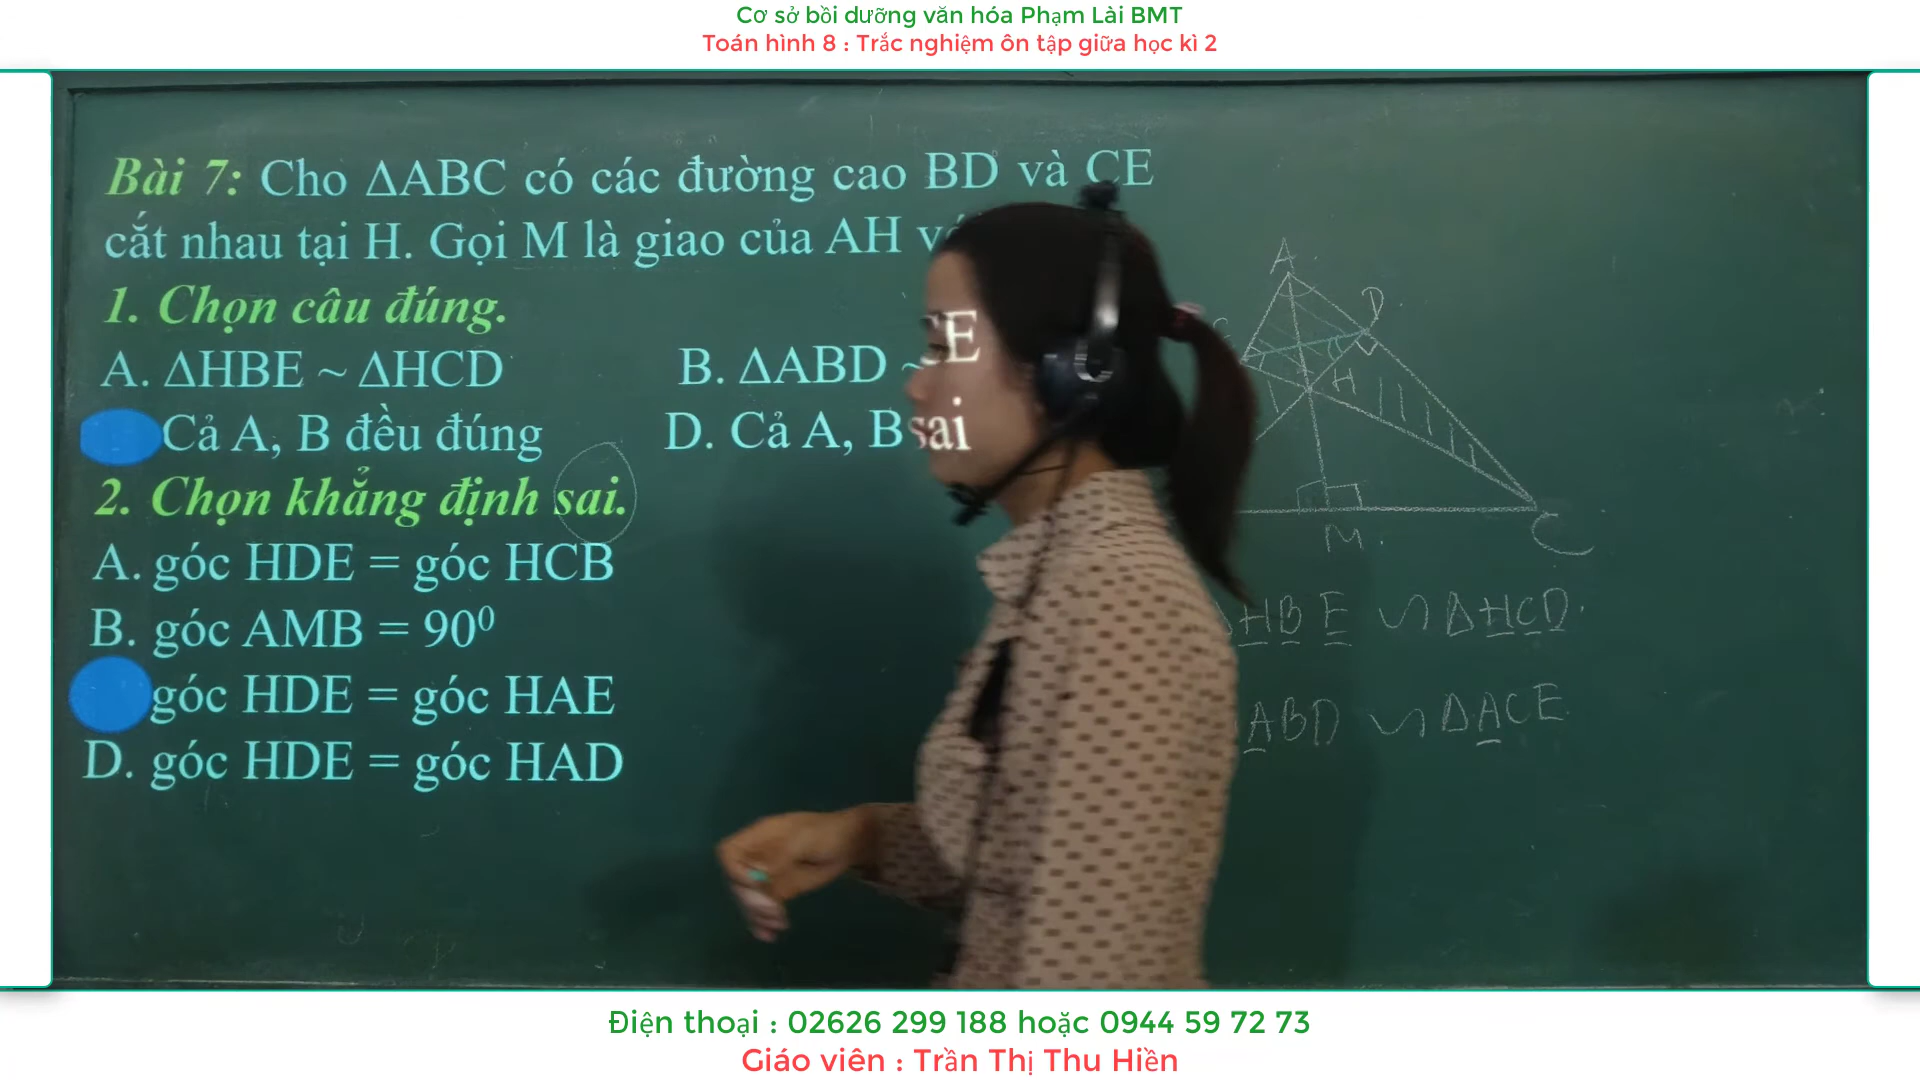 Cơ sở bồi dưỡng văn hóa Phạm Lài BMT
Toán hình 8 : Trắc nghiệm ôn tập giữa học kì 2
Bài 7: Cho ΔABC có các đường cao BD và CE
cắt nhau tại H. Gọi M là giao của AH
1. Chọn câu đúng.
A. ΔHBE ~ ΔHCD B. ΔABD ~ CE
Cả A, B đều đúng D. Cả A, B sai
2. Chọn khẳng định sai.
A. góc HDE = góc HCB
B. góc AMB = 90⁰
góc HDE = góc HAE
D. góc HDE = góc HAD
A
D
H
M
C
HBE ∽ ΔHCD
ABD ∽ ΔACE
Điện thoại : 02626 299 188 hoặc 0944 59 72 73
Giáo viên : Trần Thị Thu Hiền